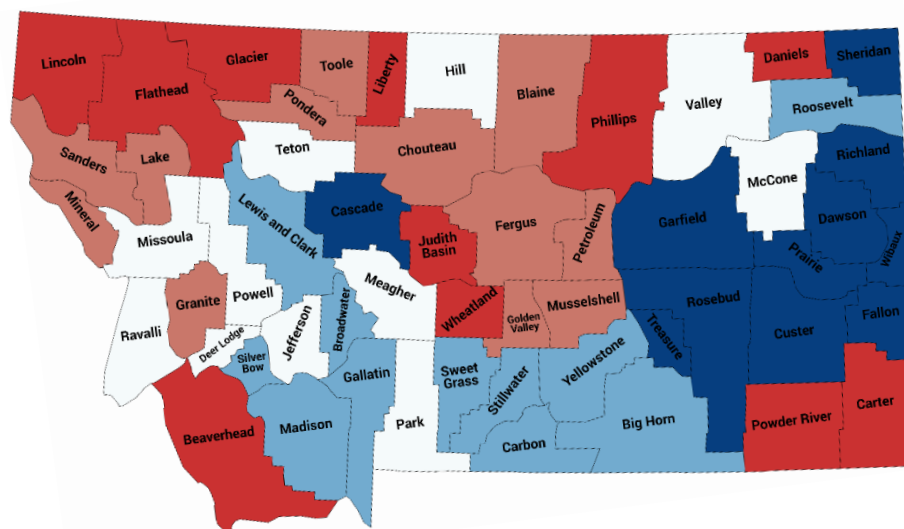 Lincoln
Flathead
Glacier
Toole
Liberty
Hill
Blaine
Phillips
Valley
Daniels
Sheridan
Roosevelt
Pondera
Teton
Chouteau
Sanders
Lake
Mineral
Missoula
Lewis and Clark
Cascade
Judith
Basin
Fergus
Petroleum
Garfield
McCone
Richland
Dawson
Prairie
Wibaux
Ravalli
Granite
Powell
Deer Lodge
Silver
Bow
Jefferson
Broadwater
Meagher
Wheatland
Golden
Valley
Musselshell
Rosebud
Treasure
Custer
Fallon
Beaverhead
Madison
Gallatin
Park
Sweet
Grass
Stillwater
Yellowstone
Carbon
Big Horn
Powder River
Carter